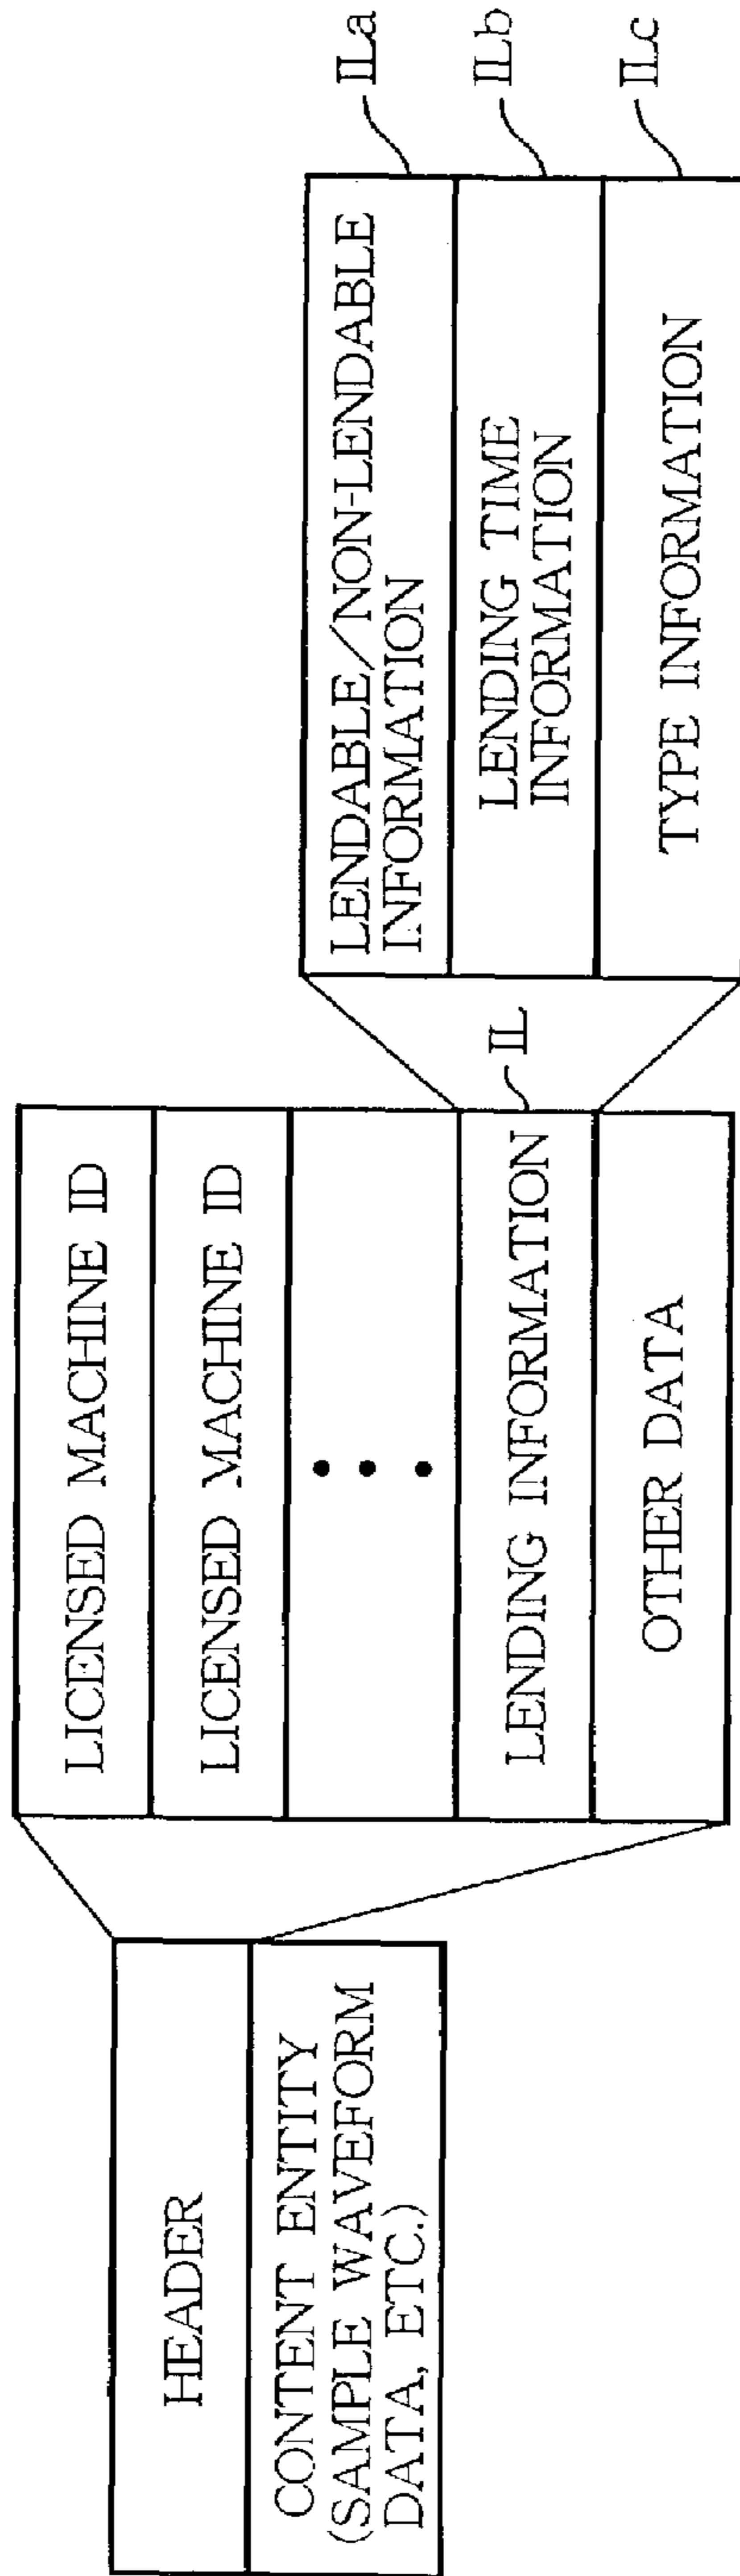 HEADER
CONTENT ENTITY
(SAMPLE WAVEFORM
DATA, ETC.)
LICENSED MACHINE ID
LICENSED MACHINE ID
LENDING INFORMATION
IL
OTHER DATA
LENDABLE/NON-LENDABLE
INFORMATION
ILa
LENDING TIME
INFORMATION
ILb
TYPE INFORMATION
ILc